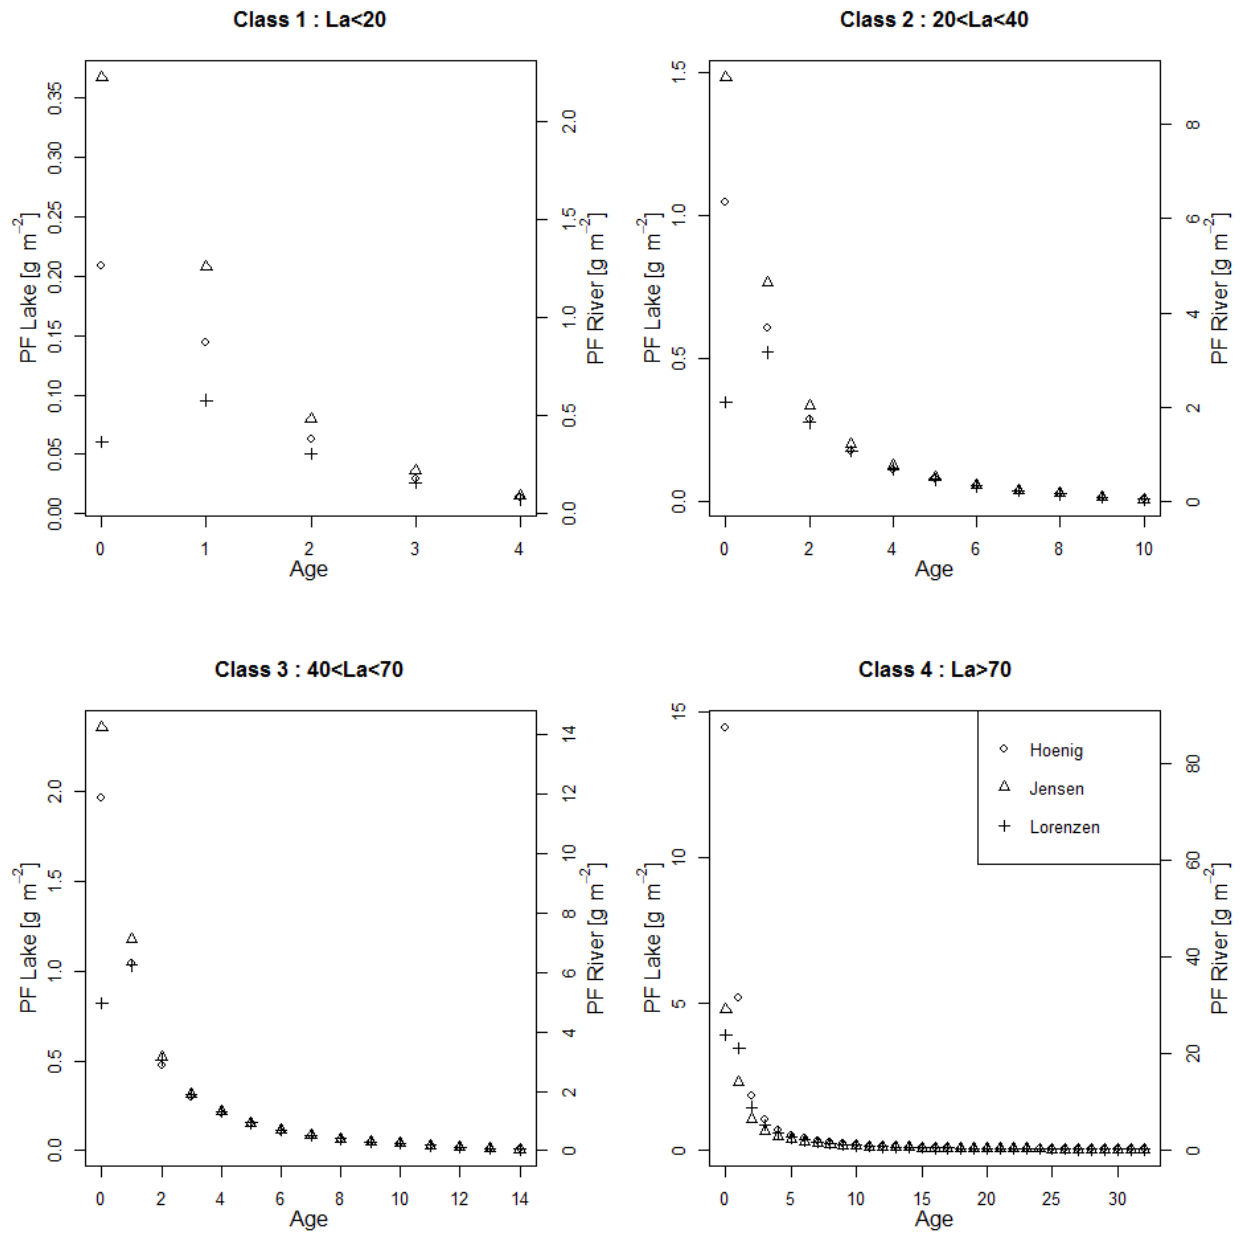 Class 1 : La<20
0.00 0.05 0.10 0.15 0.20 0.25 0.30 0.35
PF Lake [g m⁻²]
0 1 2 3 4
Age
0.0 0.5 1.0 1.5 2.0
PF River [g m⁻²]
Class 2 : 20<La<40
0.0 0.5 1.0 1.5
PF Lake [g m⁻²]
0 2 4 6 8 10
Age
0 2 4 6 8
PF River [g m⁻²]
Class 3 : 40<La<70
0.0 0.5 1.0 1.5 2.0
PF Lake [g m⁻²]
0 2 4 6 8 10 12 14
Age
0 2 4 6 8 10 12 14
PF River [g m⁻²]
Class 4 : La>70
0 5 10 15
PF Lake [g m⁻²]
Hoenig
Jensen
Lorenzen
0 5 10 15 20 25 30
Age
0 20 40 60 80
PF River [g m⁻²]